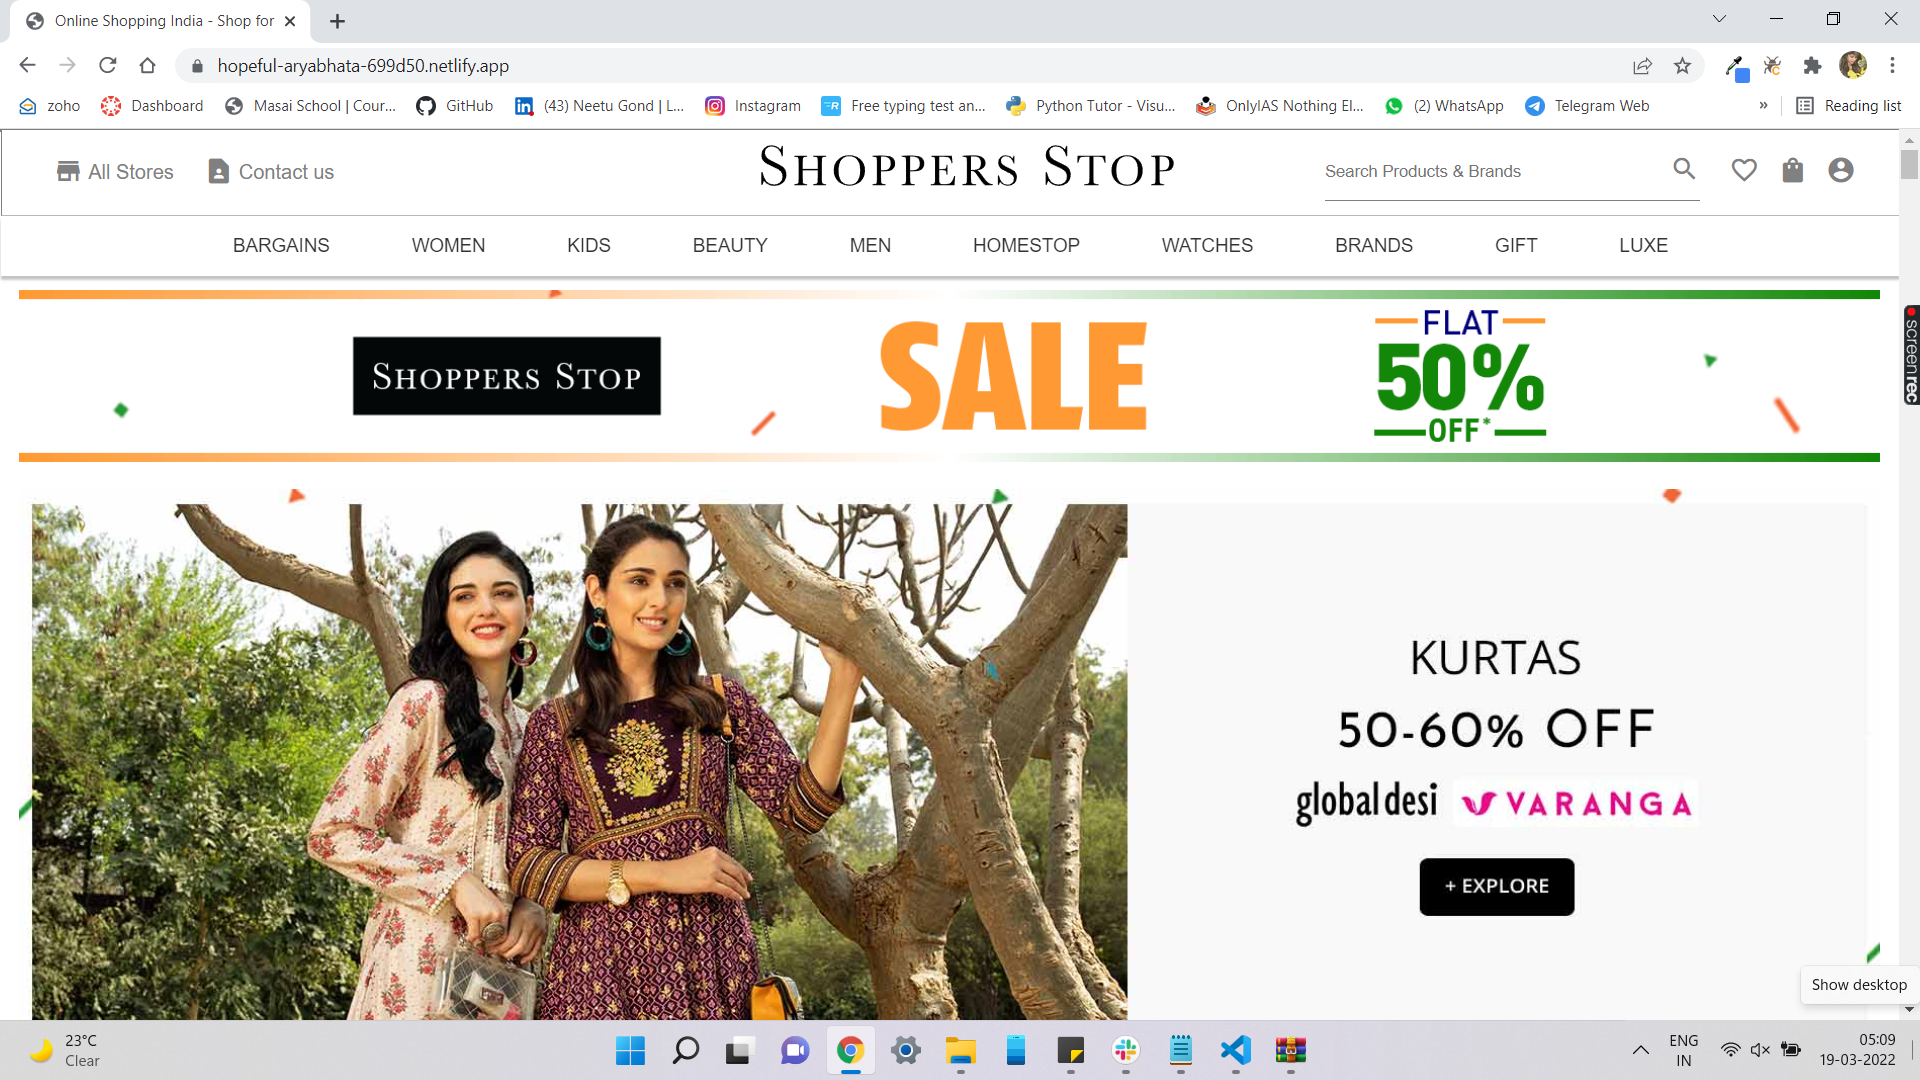 Online Shopping India - Shop for
hopeful-aryabhata-699d50.netlify.app
zoho
Dashboard
Masai School | Cour...
GitHub
(43) Neetu Gond | L...
Instagram
Free typing test an...
Python Tutor - Visu...
OnlyIAS Nothing El...
(2) WhatsApp
Telegram Web
»
Reading list
All Stores
Contact us
SHOPPERS STOP
Search Products & Brands
BARGAINS
WOMEN
KIDS
BEAUTY
MEN
HOMESTOP
WATCHES
BRANDS
GIFT
LUXE
SHOPPERS STOP
SALE
FLAT
50%
OFF*
screenrec
KURTAS
50-60% OFF
global desi
VARANGA
+ EXPLORE
Show desktop
23°C
Clear
ENG
IN
05:09
19-03-2022